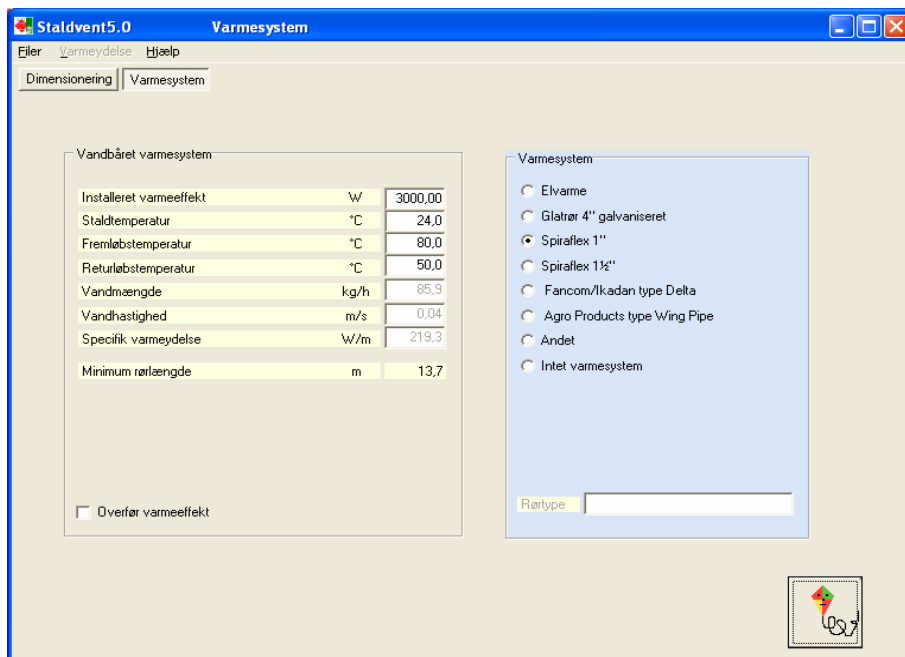 Staldvent5.0 Varmesystem
Filer Varmeydelse Hjælp
Dimensionering Varmesystem
Vandbåret varmesystem
Installeret varmeeffekt W 3000,00
Staldtemperatur °C 24,0
Fremløbstemperatur °C 80,0
Returløbstemperatur °C 50,0
Vandmængde kg/h 85,9
Vandhastighed m/s 0,04
Specifik varmeydelse W/m 219,3
Minimum rørlængde m 13,7
Overfør varmeeffekt
Varmesystem
Elvarme
Glatrør 4" galvaniseret
Spiraflex 1"
Spiraflex 1½"
Fancom/Ikadan type Delta
Agro Products type Wing Pipe
Andet
Intet varmesystem
Rørtype